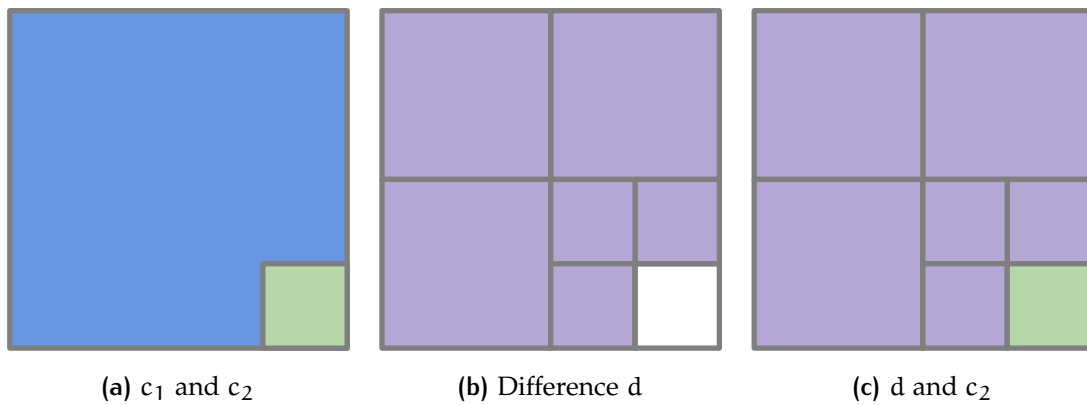 (a) c₁ and c₂
(b) Difference d
(c) d and c₂